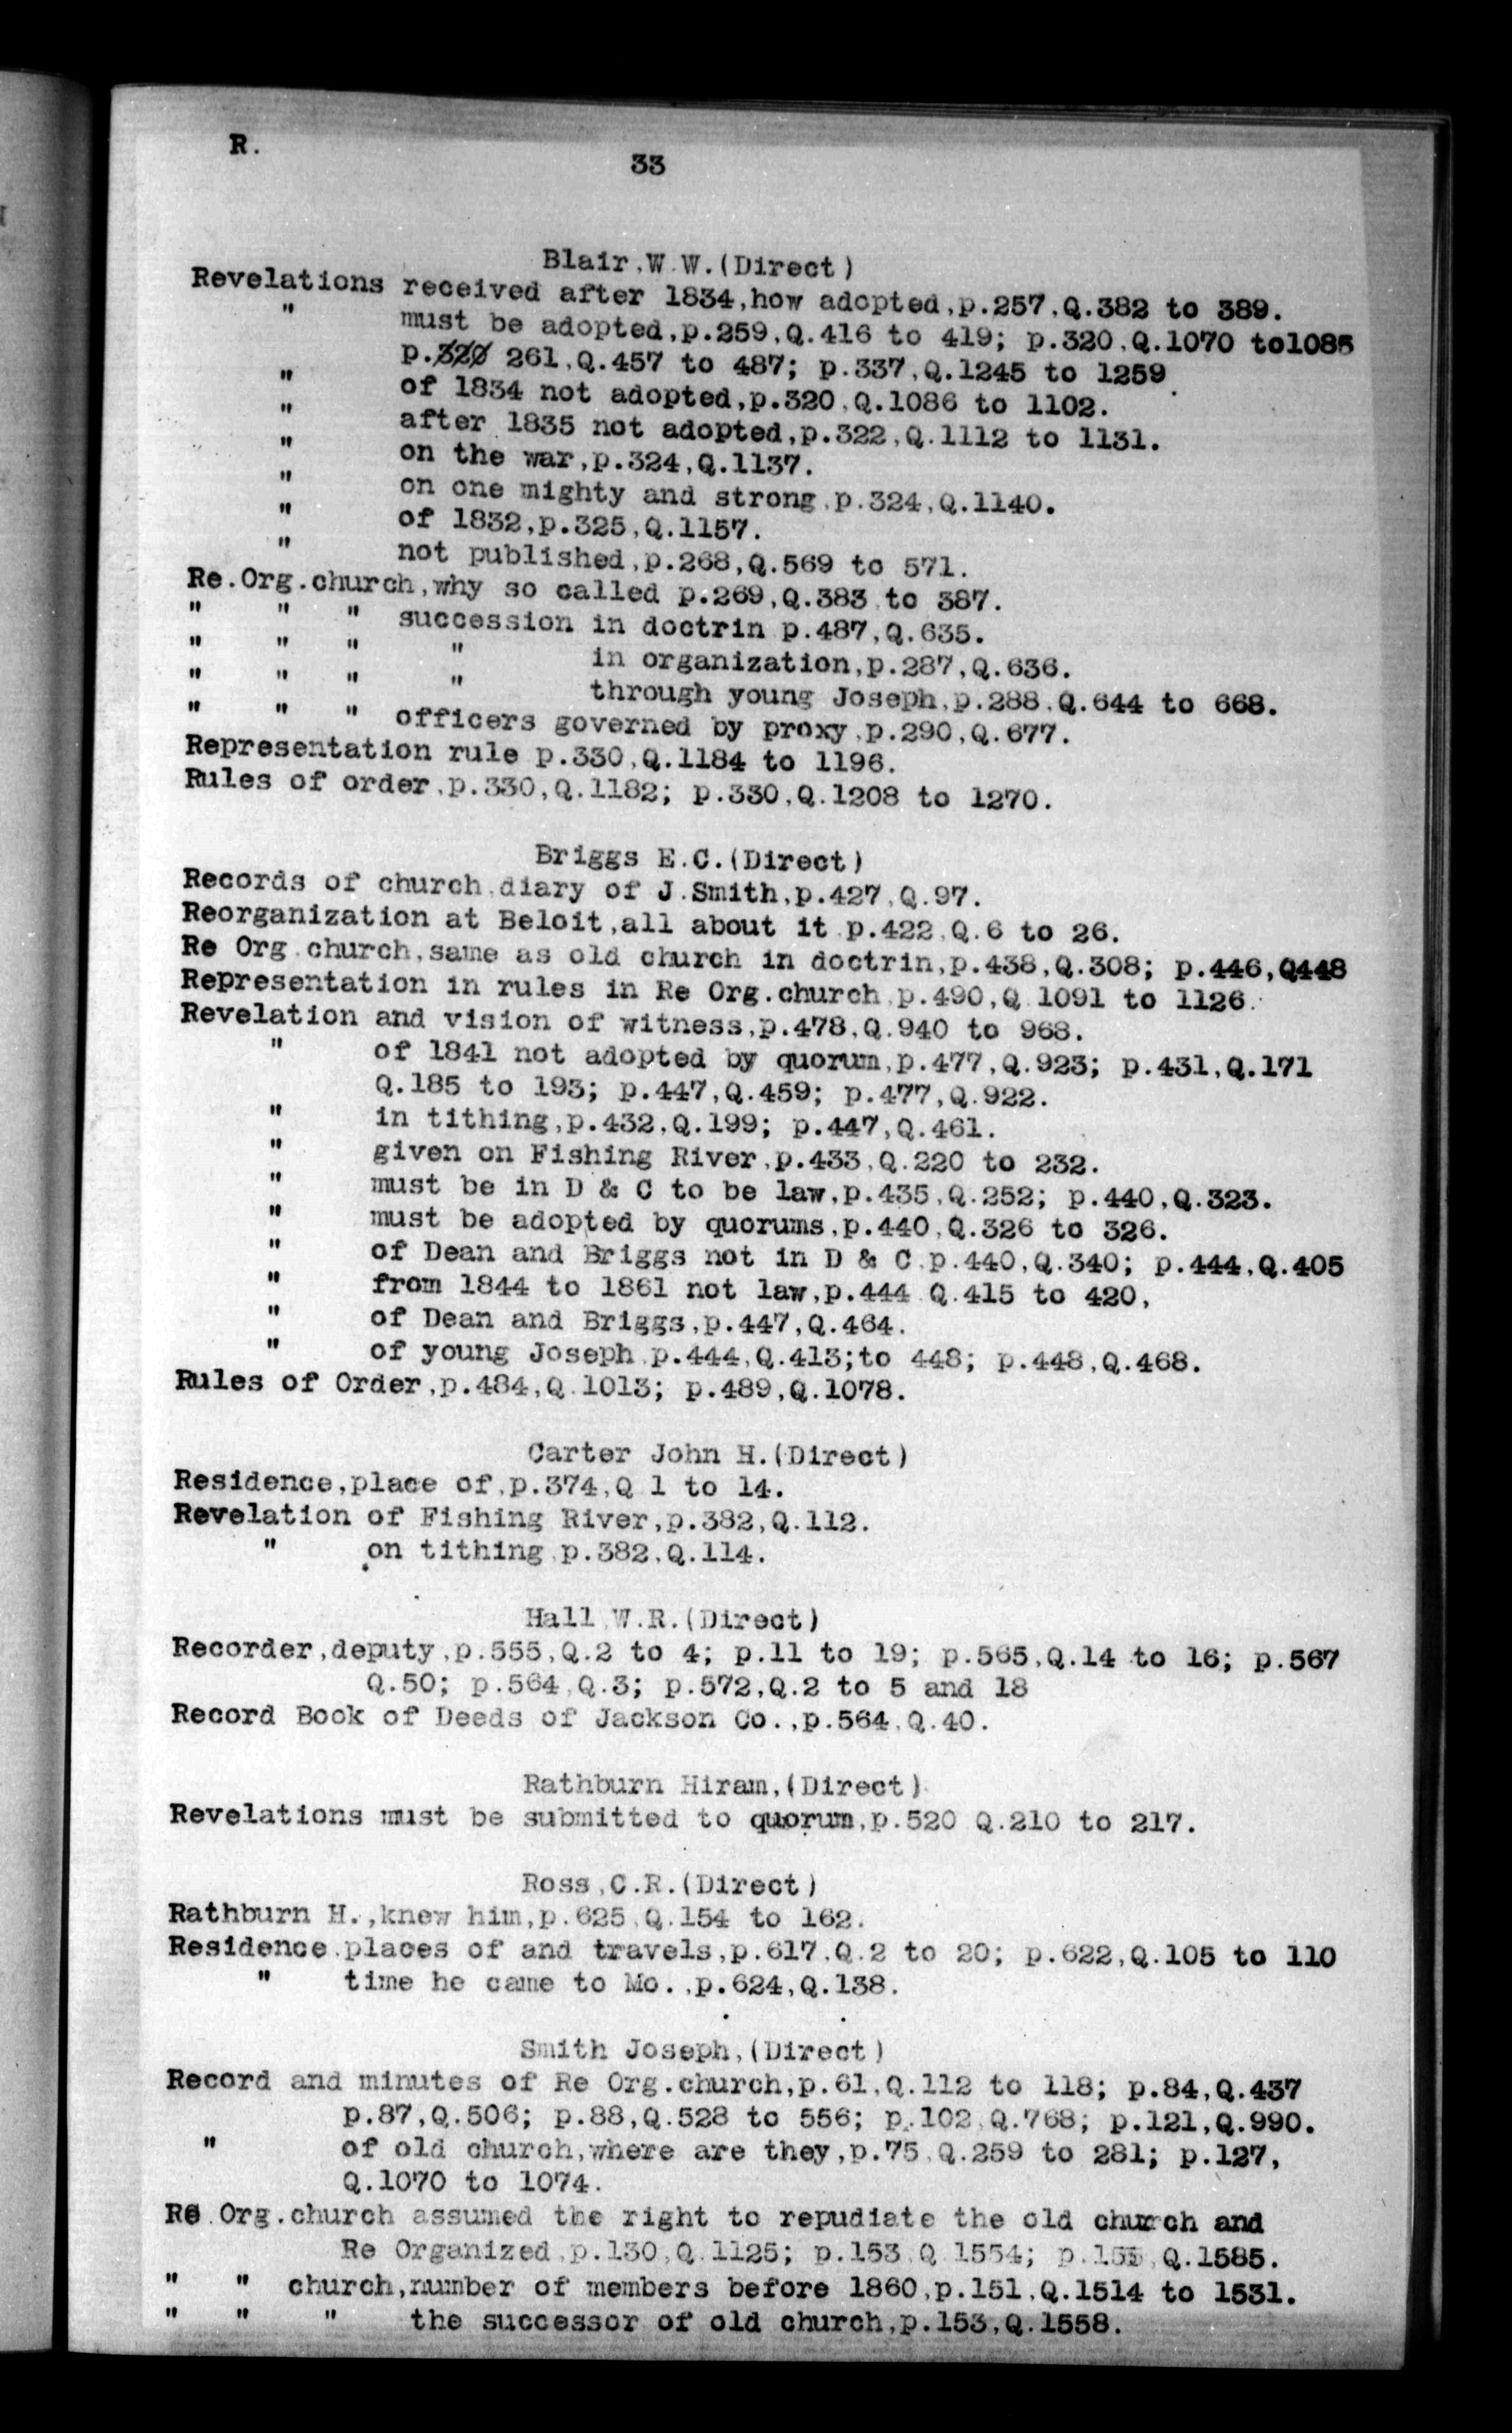 R.
33
Blair,W.W.(Direct)
Revelations received after 1834,how adopted,p.257,Q.382 to 389.
" must be adopted,p.259,Q.416 to 419; p.320,Q.1070 to1085
p.320 261,Q.457 to 487; p.337,Q.1245 to 1259
" of 1834 not adopted,p.320,Q.1086 to 1102.
" after 1835 not adopted,p.322,Q.1112 to 1131.
" on the war,p.324,Q.1137.
" on one mighty and strong,p.324,Q.1140.
" of 1832,p.325,Q.1157.
" not published,p.268,Q.569 to 571.
Re.Org.church,why so called p.269,Q.383 to 387.
" " " succession in doctrin p.487,Q.635.
" " " " in organization,p.287,Q.636.
" " " " through young Joseph,p.288,Q.644 to 668.
" " " officers governed by proxy,p.290,Q.677.
Representation rule p.330,Q.1184 to 1196.
Rules of order,p.330,Q.1182; p.330,Q.1208 to 1270.
Briggs E.C.(Direct)
Records of church,diary of J.Smith,p.427,Q.97.
Reorganization at Beloit,all about it p.422,Q.6 to 26.
Re Org.church,same as old church in doctrin,p.438,Q.308; p.446,Q448
Representation in rules in Re Org.church,p.490,Q 1091 to 1126.
Revelation and vision of witness,p.478,Q.940 to 968.
" of 1841 not adopted by quorum,p.477,Q.923; p.431,Q.171
Q.185 to 193; p.447,Q.459; p.477,Q.922.
" in tithing,p.432,Q.199; p.447,Q.461.
" given on Fishing River,p.433,Q.220 to 232.
" must be in D & C to be law,p.435,Q.252; p.440,Q.323.
" must be adopted by quorums,p.440,Q.326 to 326.
" of Dean and Briggs not in D & C,p.440,Q.340; p.444,Q.405
" from 1844 to 1861 not law,p.444 Q.415 to 420,
" of Dean and Briggs,p.447,Q.464.
" of young Joseph,p.444,Q.413;to 448; p.448,Q.468.
Rules of Order,p.484,Q.1013; p.489,Q.1078.
Carter John H.(Direct)
Residence,place of,p.374,Q 1 to 14.
Revelation of Fishing River,p.382,Q.112.
" on tithing,p.382,Q.114.
Hall W.R.(Direct)
Recorder,deputy,p.555,Q.2 to 4; p.11 to 19; p.565,Q.14 to 16; p.567
Q.50; p.564,Q.3; p.572,Q.2 to 5 and 18
Record Book of Deeds of Jackson Co.,p.564,Q.40.
Rathburn Hiram,(Direct)
Revelations must be submitted to quorum,p.520 Q.210 to 217.
Ross,C.R.(Direct)
Rathburn H.,knew him,p.625,Q.154 to 162.
Residence,places of and travels,p.617,Q.2 to 20; p.622,Q.105 to 110
" time he came to Mo.,p.624,Q.138.
Smith Joseph,(Direct)
Record and minutes of Re Org.church,p.61,Q.112 to 118; p.84,Q.437
p.87,Q.506; p.88,Q.528 to 556; p.102,Q.768; p.121,Q.990.
" of old church,where are they,p.75,Q.259 to 281; p.127,
Q.1070 to 1074.
Re.Org.church assumed the right to repudiate the old church and
Re Organized,p.130,Q.1125; p.153,Q.1554; Q.1585.
" " church,number of members before 1860,p.151,Q.1514 to 1531.
" " " the successor of old church,p.153,Q.1558.